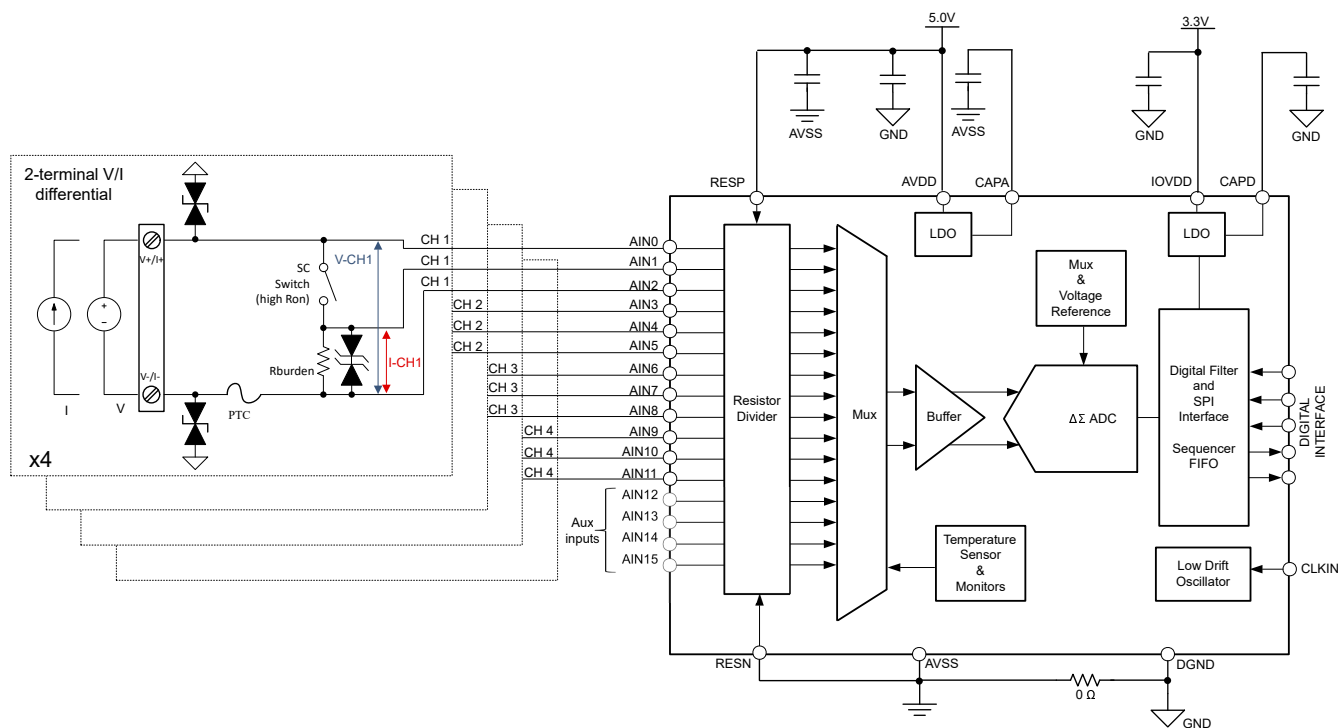 5.0V
3.3V
AVSS
GND
AVSS
GND
GND
2-terminal V/I
differential
RESP
AVDD
CAPA
IOVDD
CAPD
LDO
LDO
V+/I+
SC
Switch
(high Ron)
V-CH1
I-CH1
Rburden
V-/I-
I
V
PTC
x4
CH 1
CH 1
CH 1
CH 2
CH 2
CH 2
CH 3
CH 3
CH 3
CH 4
CH 4
CH 4
Aux
inputs
AIN0
AIN1
AIN2
AIN3
AIN4
AIN5
AIN6
AIN7
AIN8
AIN9
AIN10
AIN11
AIN12
AIN13
AIN14
AIN15
Resistor
Divider
Mux
Buffer
Mux
&
Voltage
Reference
ΔΣ ADC
Digital Filter
and
SPI
Interface
Sequencer
FIFO
DIGITAL
INTERFACE
Temperature
Sensor
&
Monitors
Low Drift
Oscillator
CLKIN
RESN
AVSS
DGND
0 Ω
GND